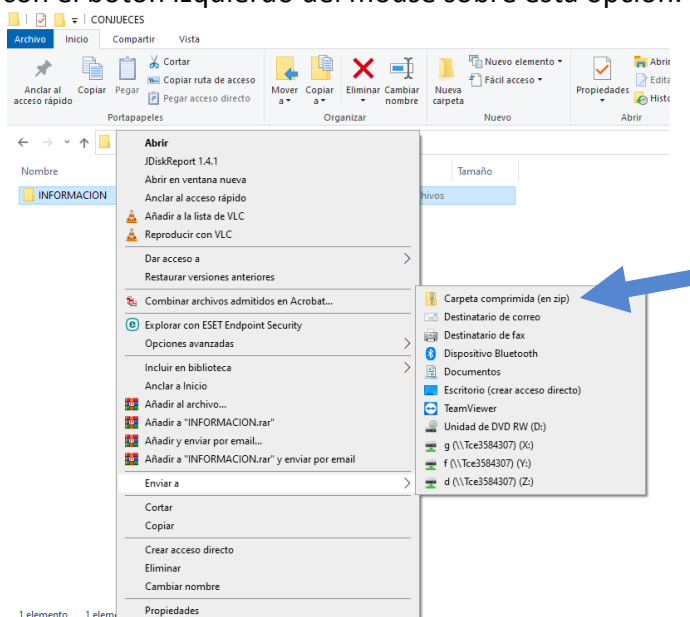 con el botón izquierdo del mouse sobre esta opción.
CONJUECES
Archivo Inicio Compartir Vista
Anclar al acceso rápido
Copiar
Pegar
Cortar
Copiar ruta de acceso
Pegar acceso directo
Portapapeles
Mover a
Copiar a
Eliminar
Cambiar nombre
Organizar
Nueva carpeta
Nuevo elemento
Fácil acceso
Nuevo
Propiedades
Abrir
Nombre
Tamaño
INFORMACION
Abrir
JDiskReport 1.4.1
Abrir en ventana nueva
Anclar al acceso rápido
Añadir a la lista de VLC
Reproducir con VLC
Dar acceso a
Restaurar versiones anteriores
Combinar archivos admitidos en Acrobat...
Explorar con ESET Endpoint Security
Opciones avanzadas
Incluir en biblioteca
Anclar a Inicio
Añadir al archivo...
Añadir a "INFORMACION.rar"
Añadir y enviar por email...
Añadir a "INFORMACION.rar" y enviar por email
Enviar a
Cortar
Copiar
Crear acceso directo
Eliminar
Cambiar nombre
Propiedades
Carpeta comprimida (en zip)
Destinatario de correo
Destinatario de fax
Dispositivo Bluetooth
Documentos
Escritorio (crear acceso directo)
TeamViewer
Unidad de DVD RW (D:)
g (\\Tce3584307) (X:)
f (\\Tce3584307) (Y:)
d (\\Tce3584307) (Z:)
1 elemento